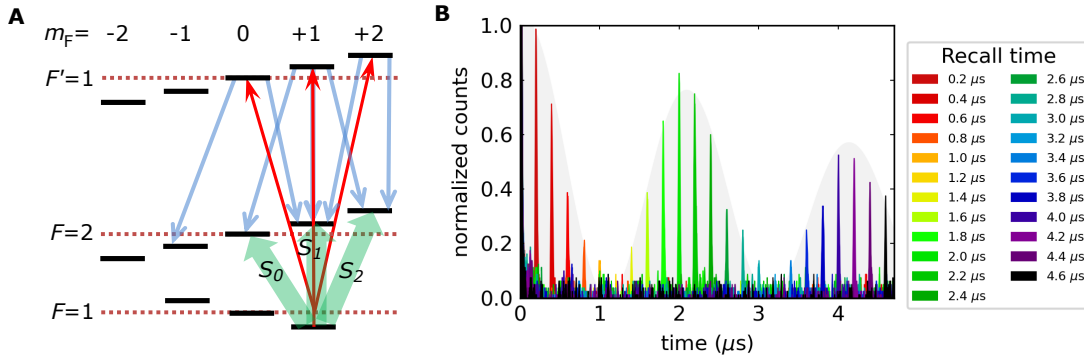 A
m_F= -2 -1 0 +1 +2
F'=1
F=2
S_0 S_1 S_2
F=1
B
normalized counts
1.0
0.8
0.6
0.4
0.2
0.0
0 1 2 3 4
time (μs)
Recall time
0.2 μs
0.4 μs
0.6 μs
0.8 μs
1.0 μs
1.2 μs
1.4 μs
1.6 μs
1.8 μs
2.0 μs
2.2 μs
2.4 μs
2.6 μs
2.8 μs
3.0 μs
3.2 μs
3.4 μs
3.6 μs
3.8 μs
4.0 μs
4.2 μs
4.4 μs
4.6 μs